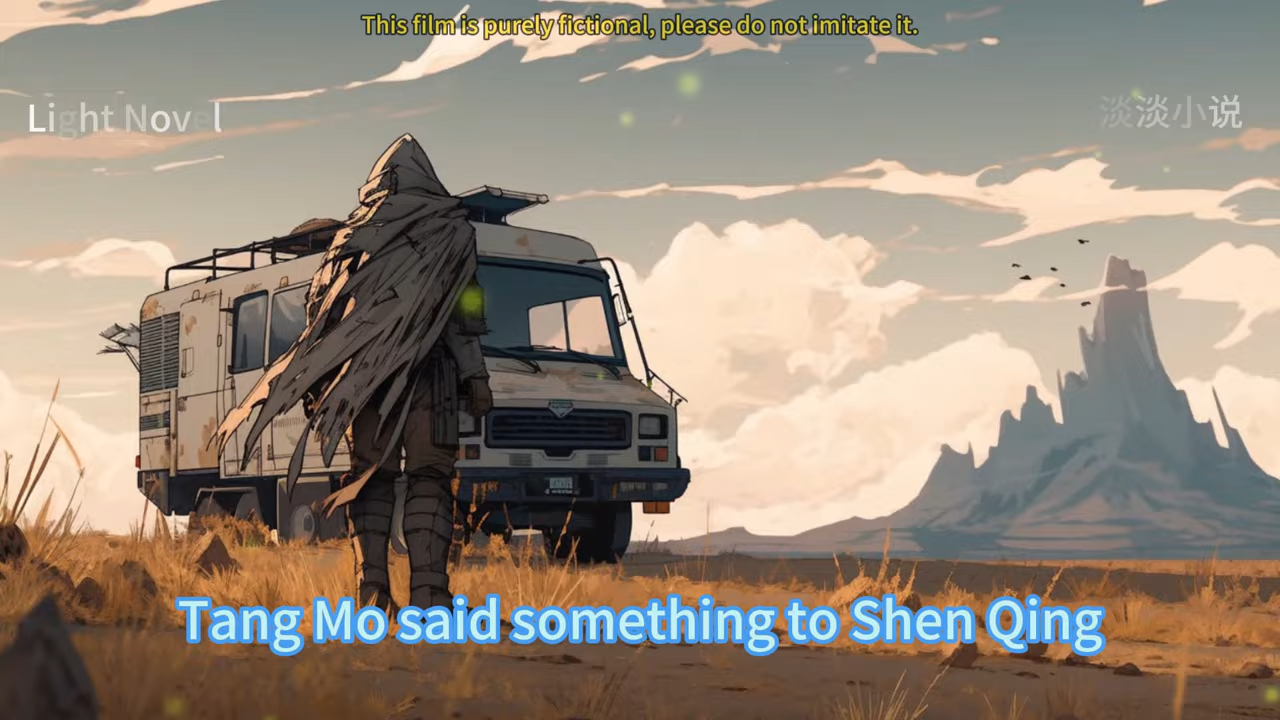 This film is purely fictional, please do not imitate it.
Light Novel
淡淡小说
Tang Mo said something to Shen Qing